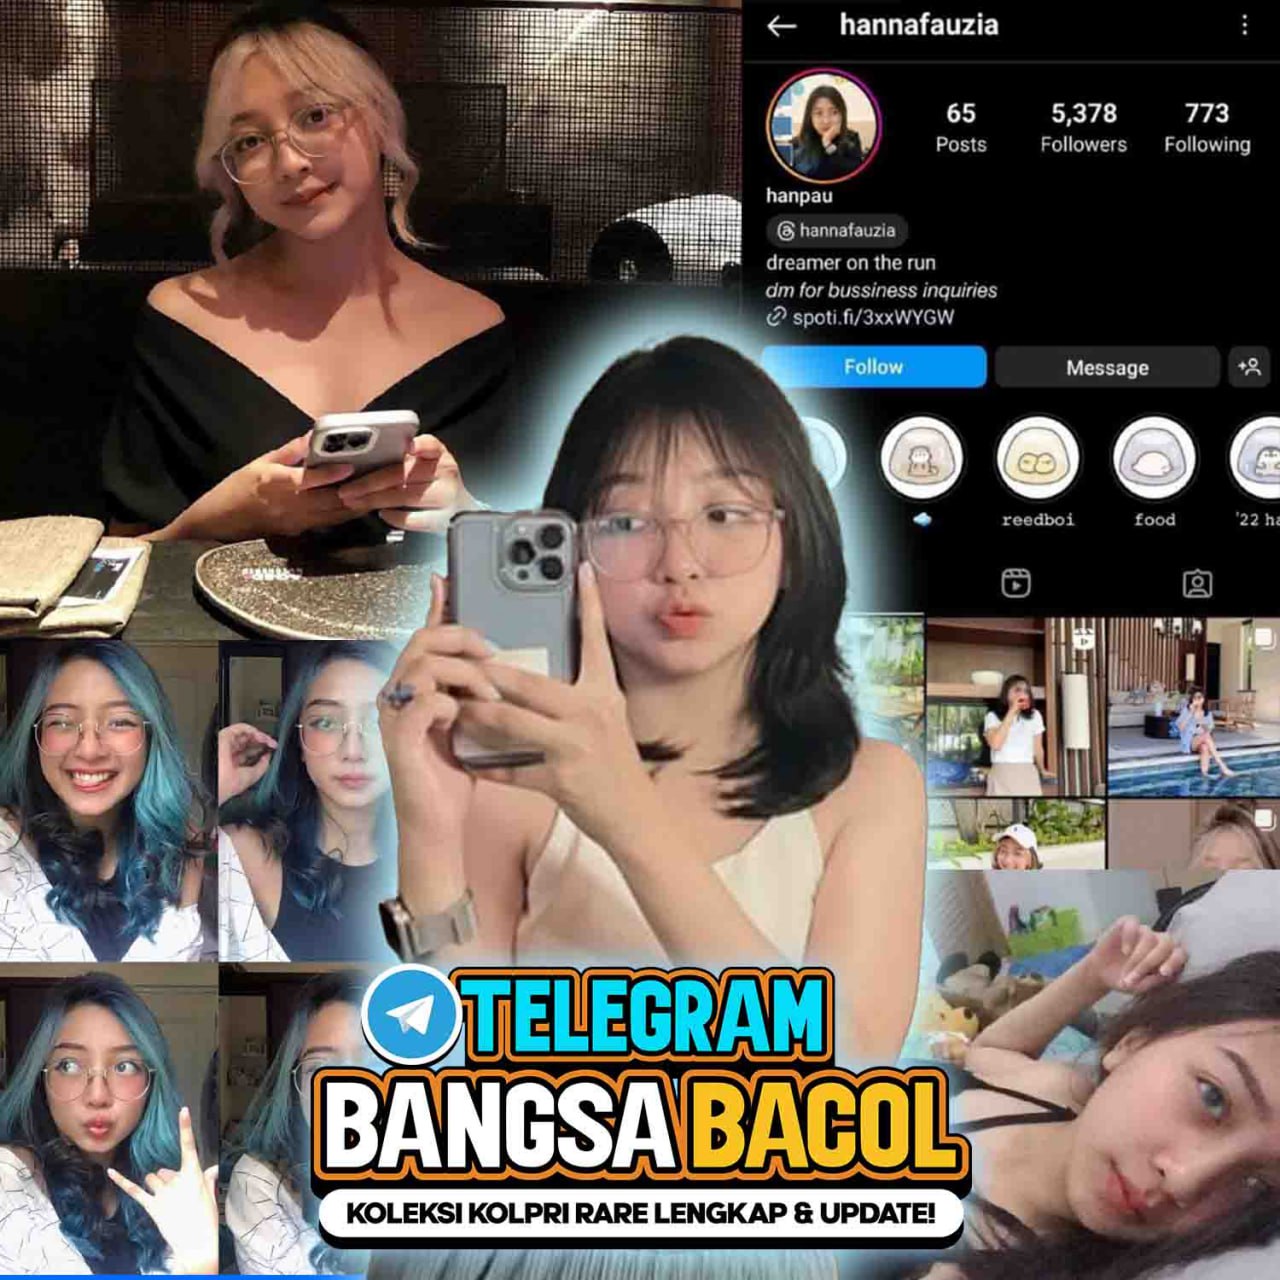 hannafauzia
65
5,378
773
Posts
Followers
Following
hanpau
hannafauzia
dreamer on the run
dm for bussiness inquiries
spoti.fi/3xxWYGW
Follow
Message
reedboi
food
'22 ha
TELEGRAM
BANGSA BACOL
KOLEKSI KOLPRI RARE LENGKAP & UPDATE!